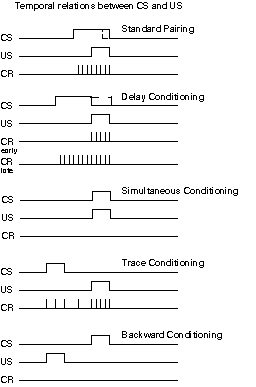 Temporal relations between CS and US
Standard Pairing
CS
US
CR
Delay Conditioning
CS
US
CR
early
CR
late
Simultaneous Conditioning
CS
US
CR
Trace Conditioning
CS
US
CR
Backward Conditioning
CS
US
CR